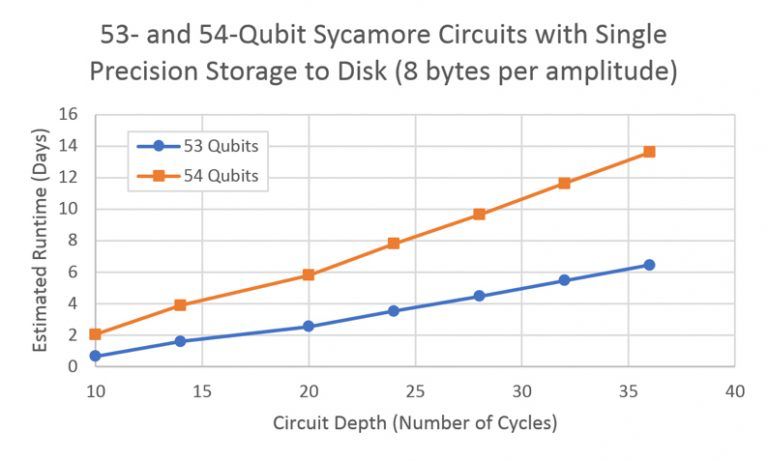 53- and 54-Qubit Sycamore Circuits with Single
Precision Storage to Disk (8 bytes per amplitude)
Estimated Runtime (Days)
16
14
12
10
8
6
4
2
0
53 Qubits
54 Qubits
10 15 20 25 30 35 40
Circuit Depth (Number of Cycles)